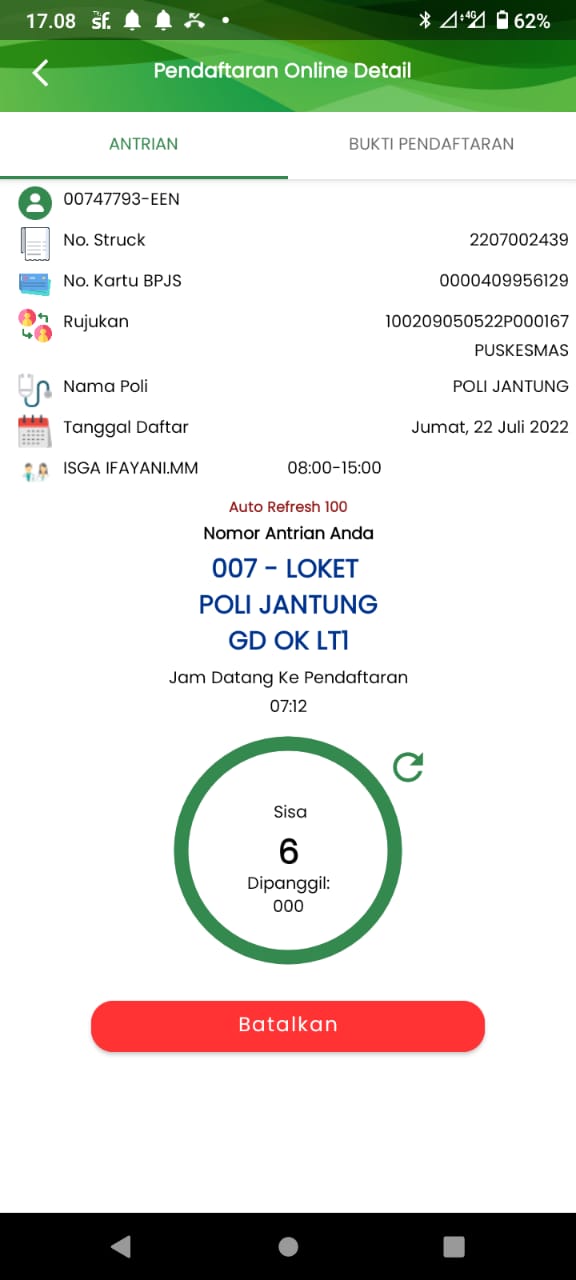 17.08 sf. 4G 62%
Pendaftaran Online Detail
ANTRIAN BUKTI PENDAFTARAN
00747793-EEN
No. Struck 2207002439
No. Kartu BPJS 0000409956129
Rujukan 100209050522P000167
PUSKESMAS
Nama Poli POLI JANTUNG
Tanggal Daftar Jumat, 22 Juli 2022
ISGA IFAYANI.MM 08:00-15:00
Auto Refresh 100
Nomor Antrian Anda
007 - LOKET
POLI JANTUNG
GD OK LT1
Jam Datang Ke Pendaftaran
07:12
Sisa
6
Dipanggil:
000
Batalkan